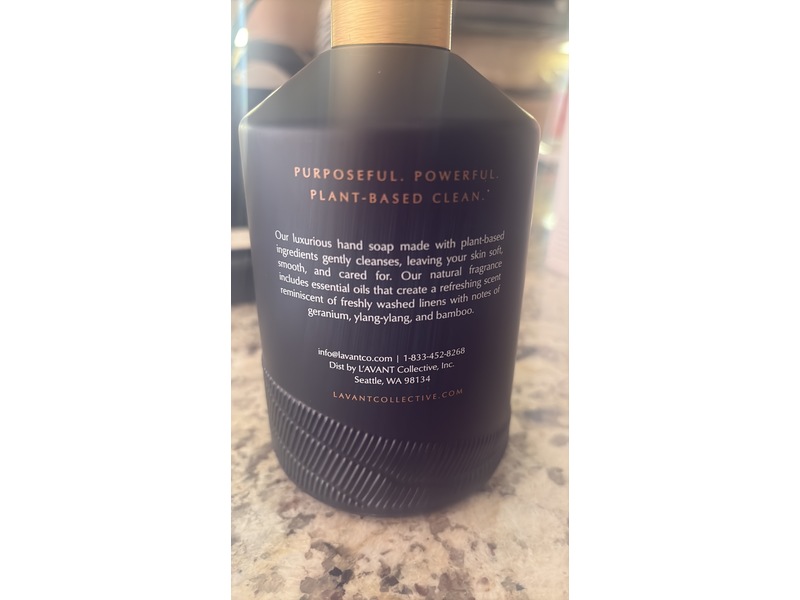 PURPOSEFUL. POWERFUL.
PLANT-BASED CLEAN.*
Our luxurious hand soap made with plant-based
ingredients gently cleanses, leaving your skin soft,
smooth, and cared for. Our natural fragrance
includes essential oils that create a refreshing scent
reminiscent of freshly washed linens with notes of
geranium, ylang-ylang, and bamboo.
info@lavantco.com | 1-833-452-8268
Dist by L'AVANT Collective, Inc.
Seattle, WA 98134
LAVANTCOLLECTIVE.COM